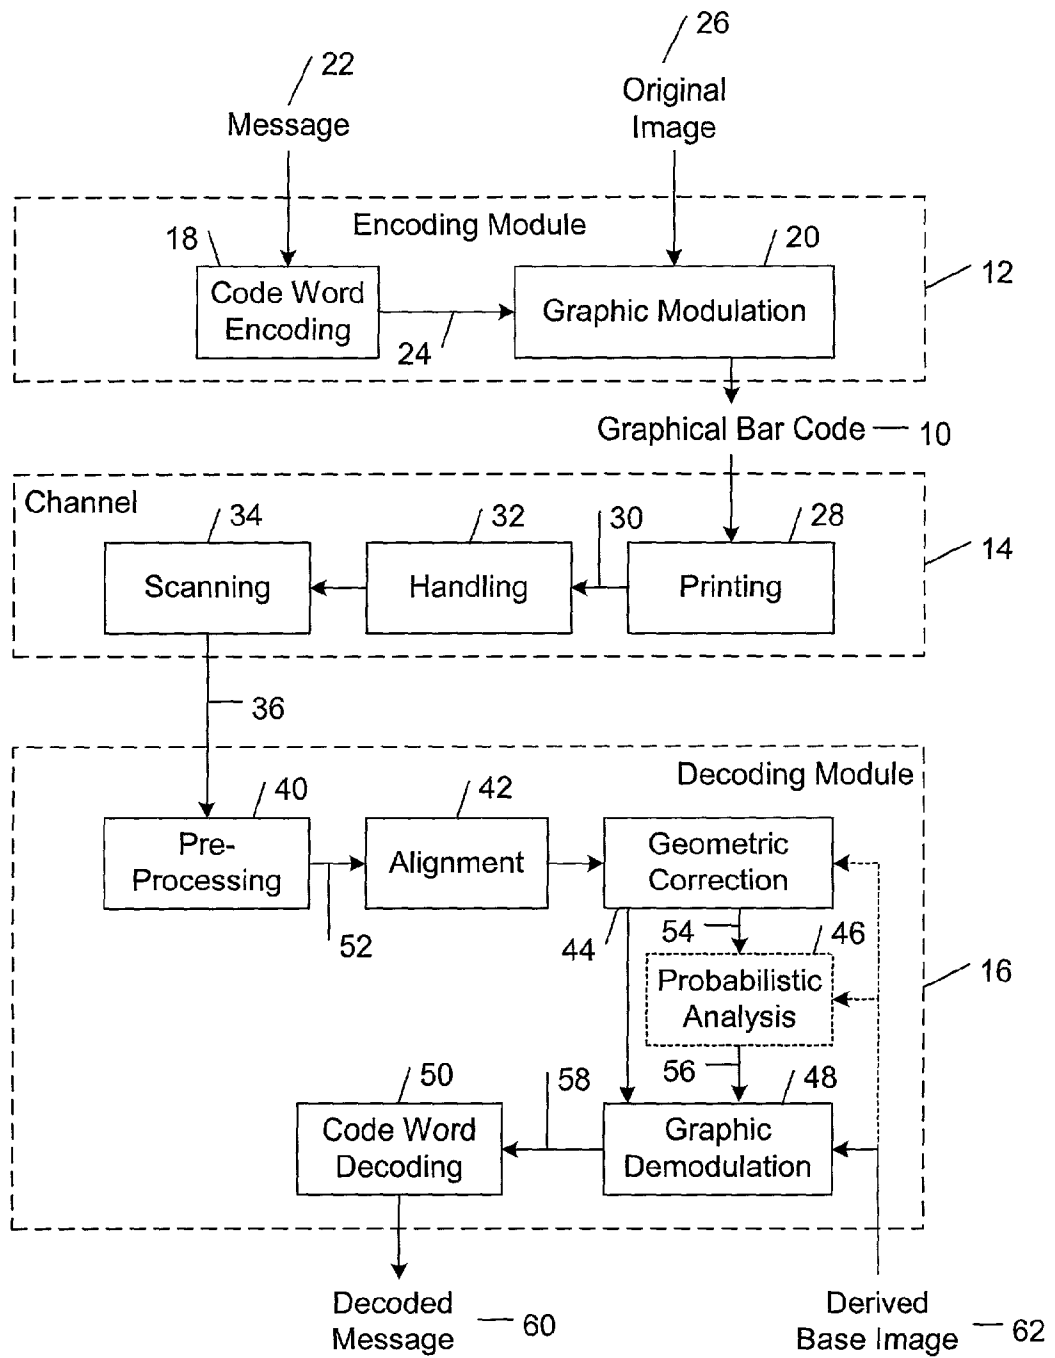 26
22
Original
Image
Message
Encoding Module
18
20
12
Code Word
Encoding
Graphic Modulation
24
Graphical Bar Code
10
Channel
34
32
30
28
14
Scanning
Handling
Printing
36
Decoding Module
40
42
Pre-
Processing
Alignment
Geometric
Correction
52
44
54
46
16
Probabilistic
Analysis
50
58
56
48
Code Word
Decoding
Graphic
Demodulation
Decoded
Message
60
Derived
Base Image
62